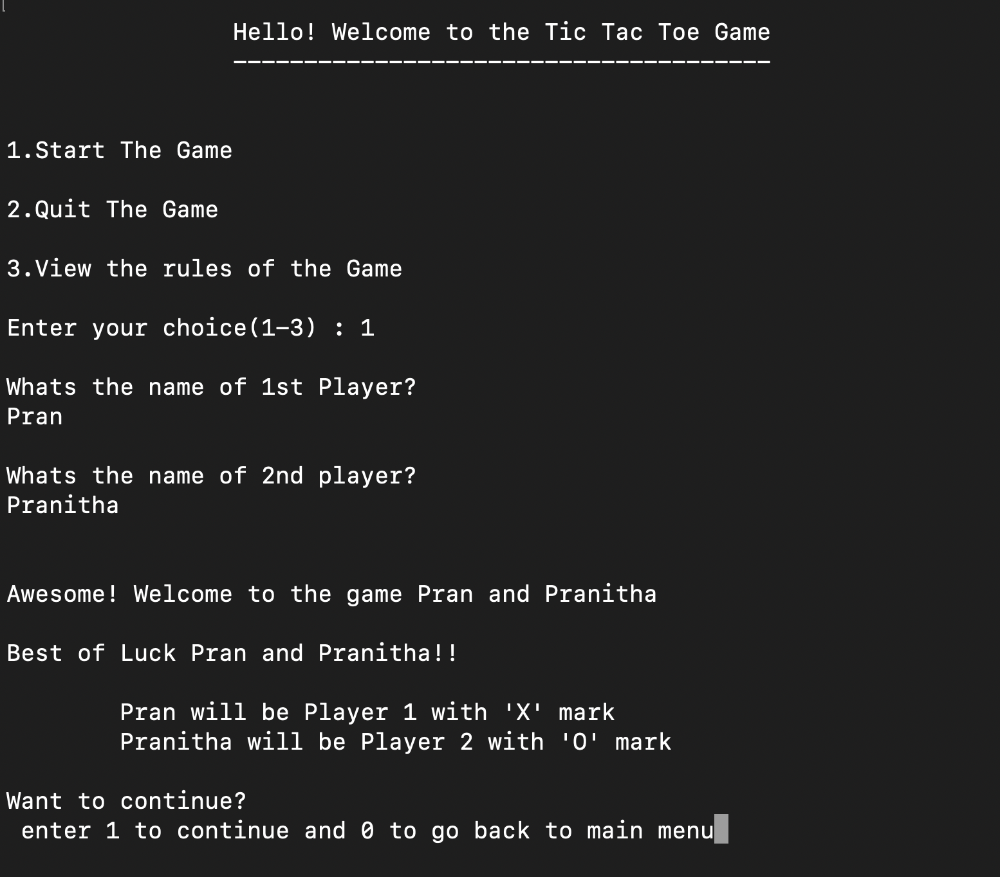 Hello! Welcome to the Tic Tac Toe Game
--------------------------------------
1.Start The Game
2.Quit The Game
3.View the rules of the Game
Enter your choice(1-3) : 1
Whats the name of 1st Player?
Pran
Whats the name of 2nd player?
Pranitha
Awesome! Welcome to the game Pran and Pranitha
Best of Luck Pran and Pranitha!!
Pran will be Player 1 with 'X' mark
Pranitha will be Player 2 with 'O' mark
Want to continue?
enter 1 to continue and 0 to go back to main menu